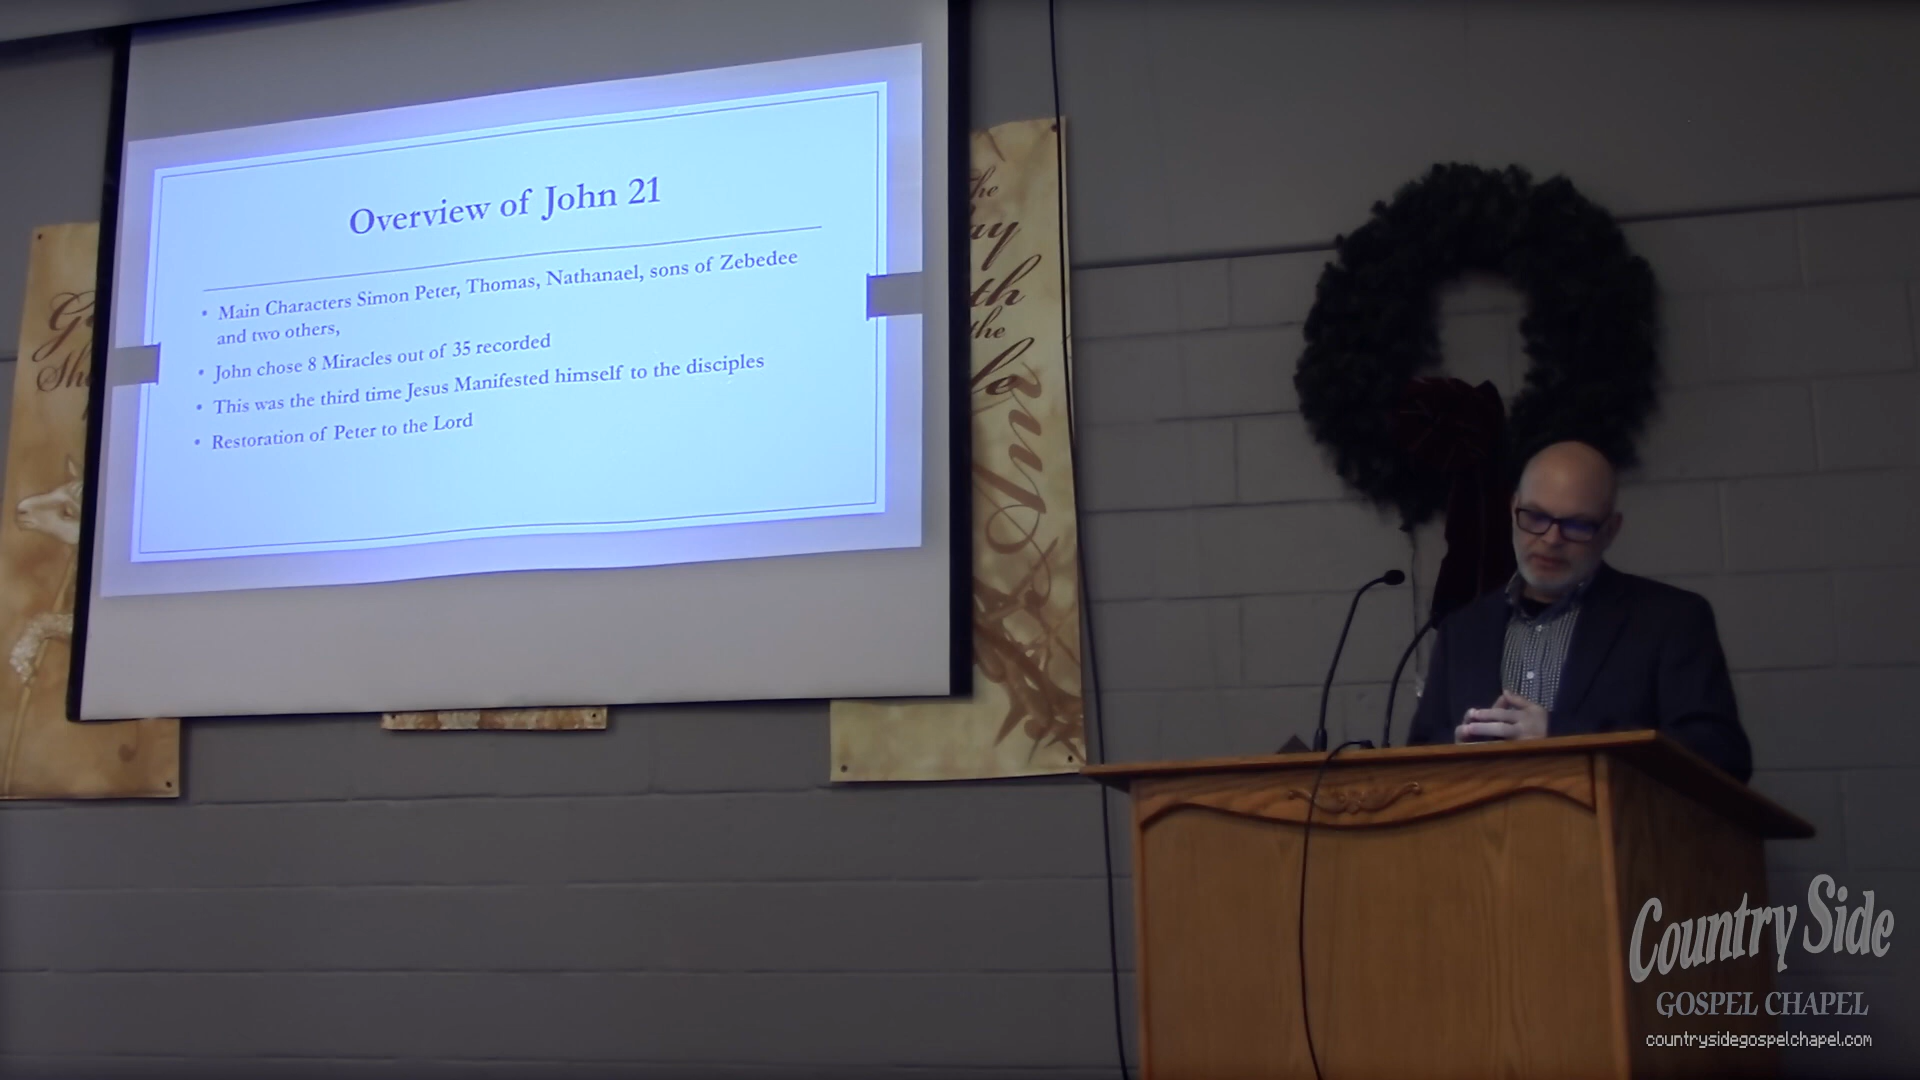 Overview of John 21
• Main Characters Simon Peter, Thomas, Nathanael, sons of Zebedee
and two others,
• John chose 8 Miracles out of 35 recorded
• This was the third time Jesus Manifested himself to the disciples
• Restoration of Peter to the Lord
the
Country Side
GOSPEL CHAPEL
countrysidegospelchapel.com